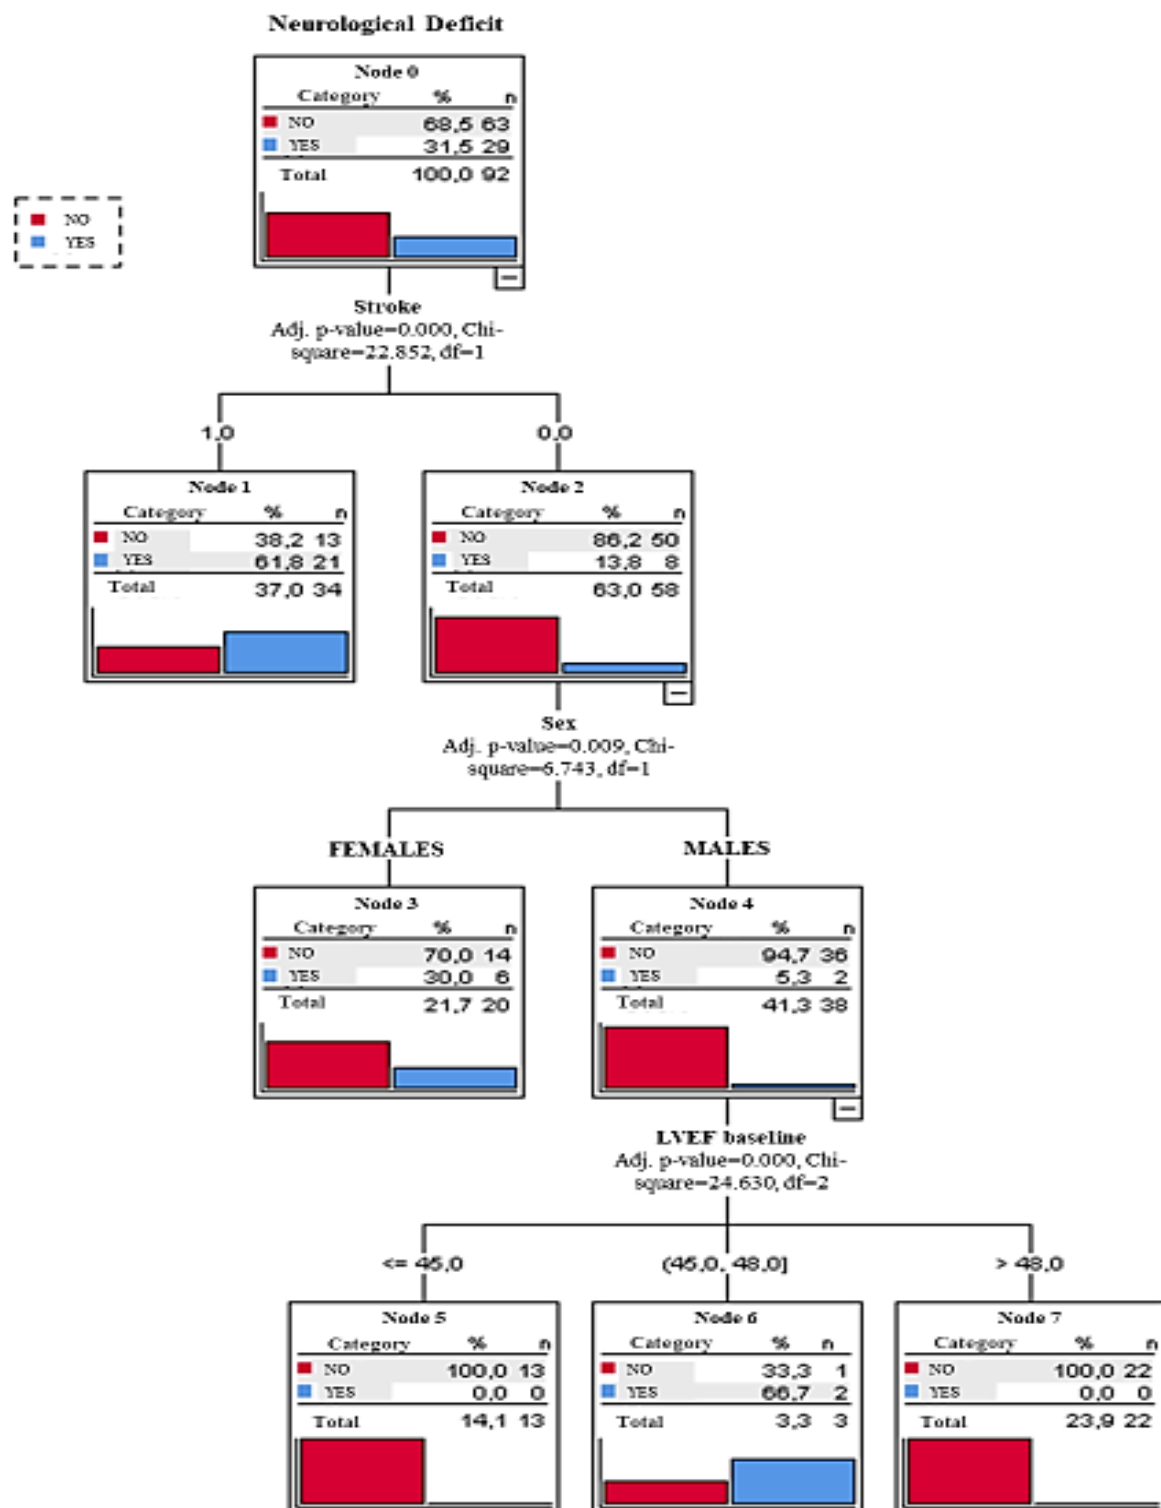 Neurological Deficit
Node 0
Category % n
NO 68,5 63
YES 31,5 29
Total 100,0 92
NO
YES
Stroke
Adj. p-value=0.000, Chi-
square=22.852, df=1
1,0
0,0
Node 1
Category % n
NO 38,2 13
YES 61,8 21
Total 37,0 34
Node 2
Category % n
NO 86,2 50
YES 13,8 8
Total 63,0 58
Sex
Adj. p-value=0.009, Chi-
square=6.743, df=1
FEMALES
MALES
Node 3
Category % n
NO 70,0 14
YES 30,0 6
Total 21,7 20
Node 4
Category % n
NO 94,7 36
YES 5,3 2
Total 41,3 38
LVEF baseline
Adj. p-value=0.000, Chi-
square=24.630, df=2
<= 45,0
(45,0, 48,0]
> 48,0
Node 5
Category % n
NO 100,0 13
YES 0,0 0
Total 14,1 13
Node 6
Category % n
NO 33,3 1
YES 66,7 2
Total 3,3 3
Node 7
Category % n
NO 100,0 22
YES 0,0 0
Total 23,9 22